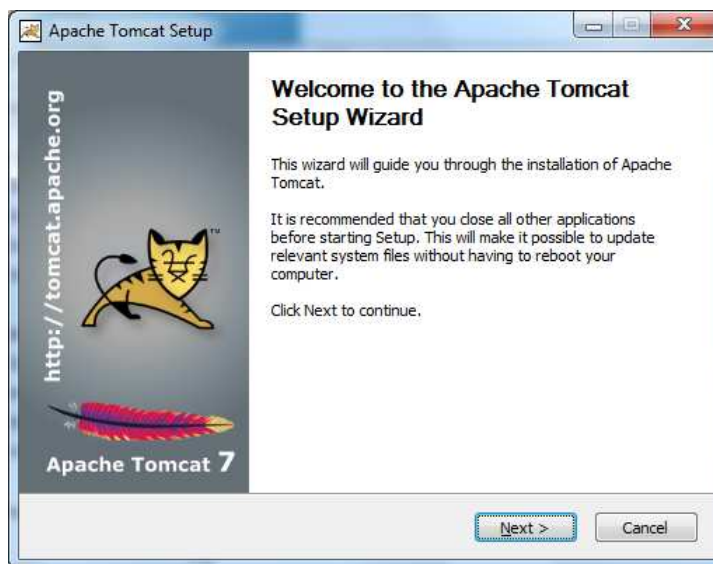 Apache Tomcat Setup
http://tomcat.apache.org
TM
Apache Tomcat 7
Welcome to the Apache Tomcat
Setup Wizard
This wizard will guide you through the installation of Apache
Tomcat.
It is recommended that you close all other applications
before starting Setup. This will make it possible to update
relevant system files without having to reboot your
computer.
Click Next to continue.
Next >
Cancel